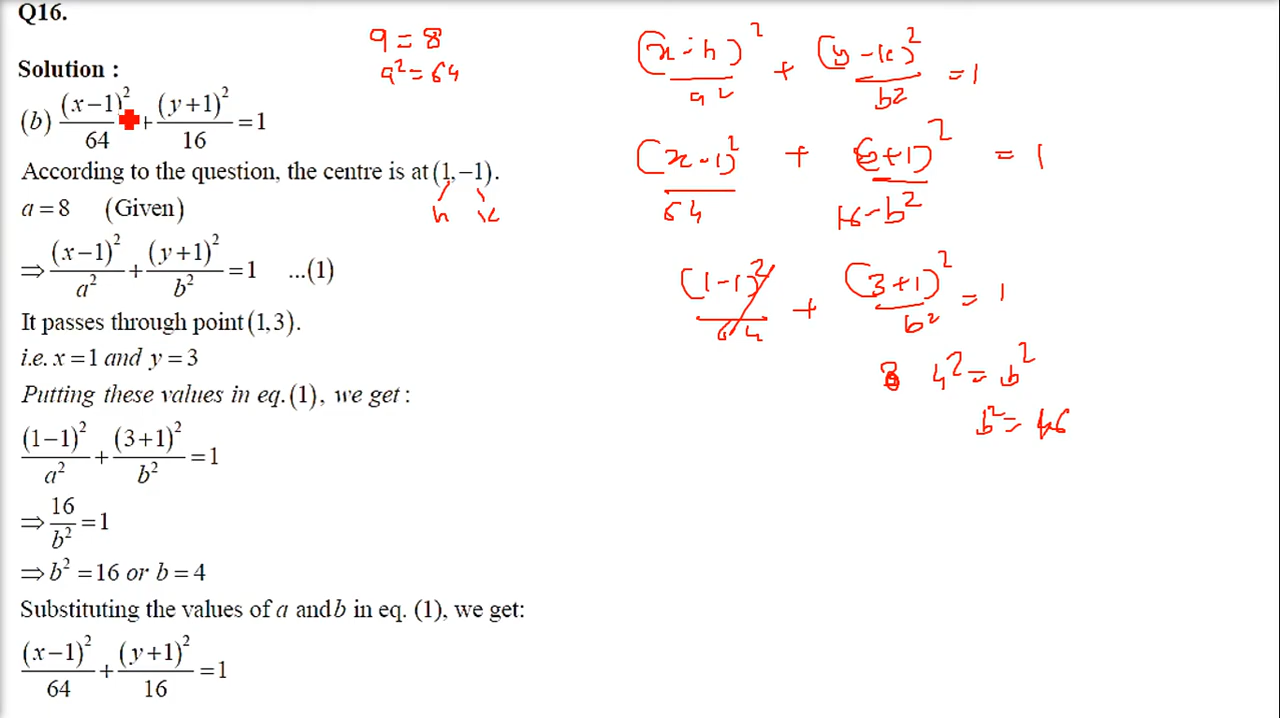 Q16.
Solution :
(b) (x−1)²/64 + (y+1)²/16 = 1
According to the question, the centre is at (1,−1).
h k
a = 8 (Given)
⇒ (x−1)²/a² + (y+1)²/b² = 1 ...(1)
It passes through point (1,3).
i.e. x = 1 and y = 3
Putting these values in eq.(1), we get :
(1−1)²/a² + (3+1)²/b² = 1
⇒ 16/b² = 1
⇒ b² = 16 or b = 4
Substituting the values of a and b in eq. (1), we get:
(x−1)²/64 + (y+1)²/16 = 1
a = 8
a² = 64
(x−h)²/a² + (y−k)²/b² = 1
(x−1)²/64 + (y+1)²/16 b² = 1
(1−1)²/64 + (3+1)²/b² = 1
4² = b²
b² = 16